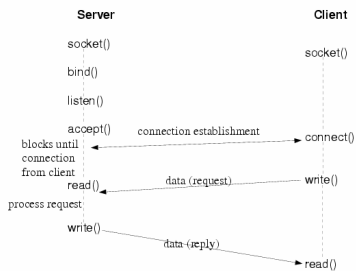 Server Client
socket()
socket()
bind()
listen()
accept()
connection establishment
connect()
blocks until
connection
from client
read()
data (request)
write()
process request
write()
data (reply)
read()